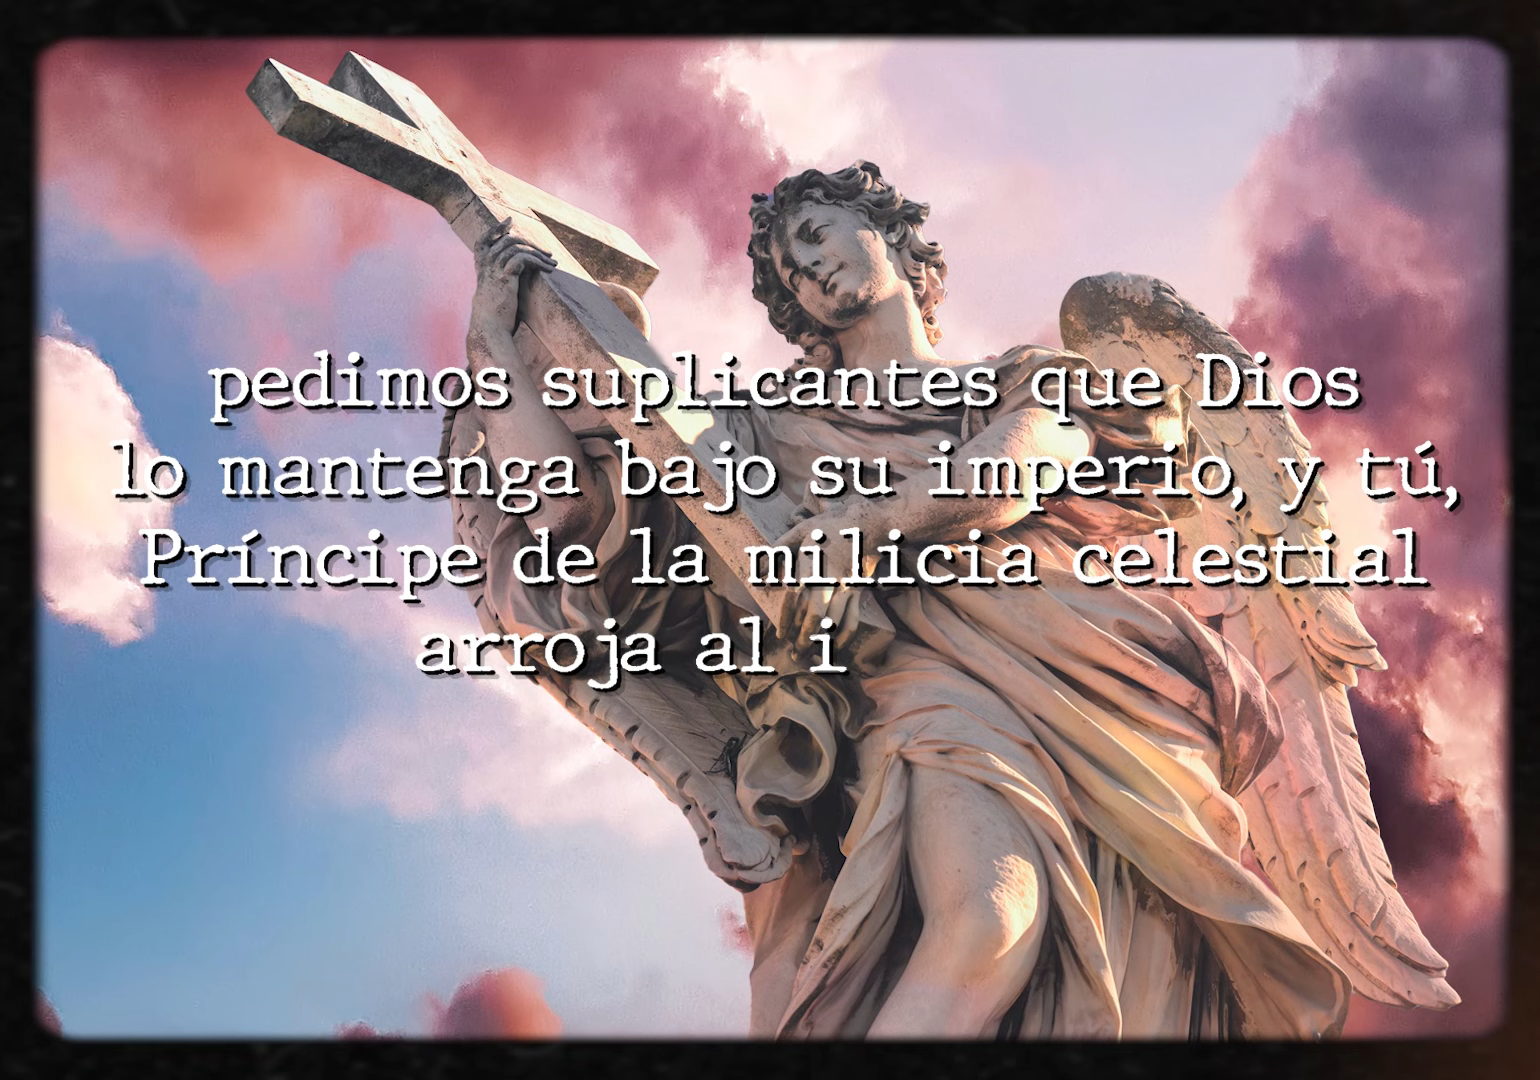 pedimos suplicantes que Dios
lo mantenga bajo su imperio, y tú,
Príncipe de la milicia celestial
arroja al i